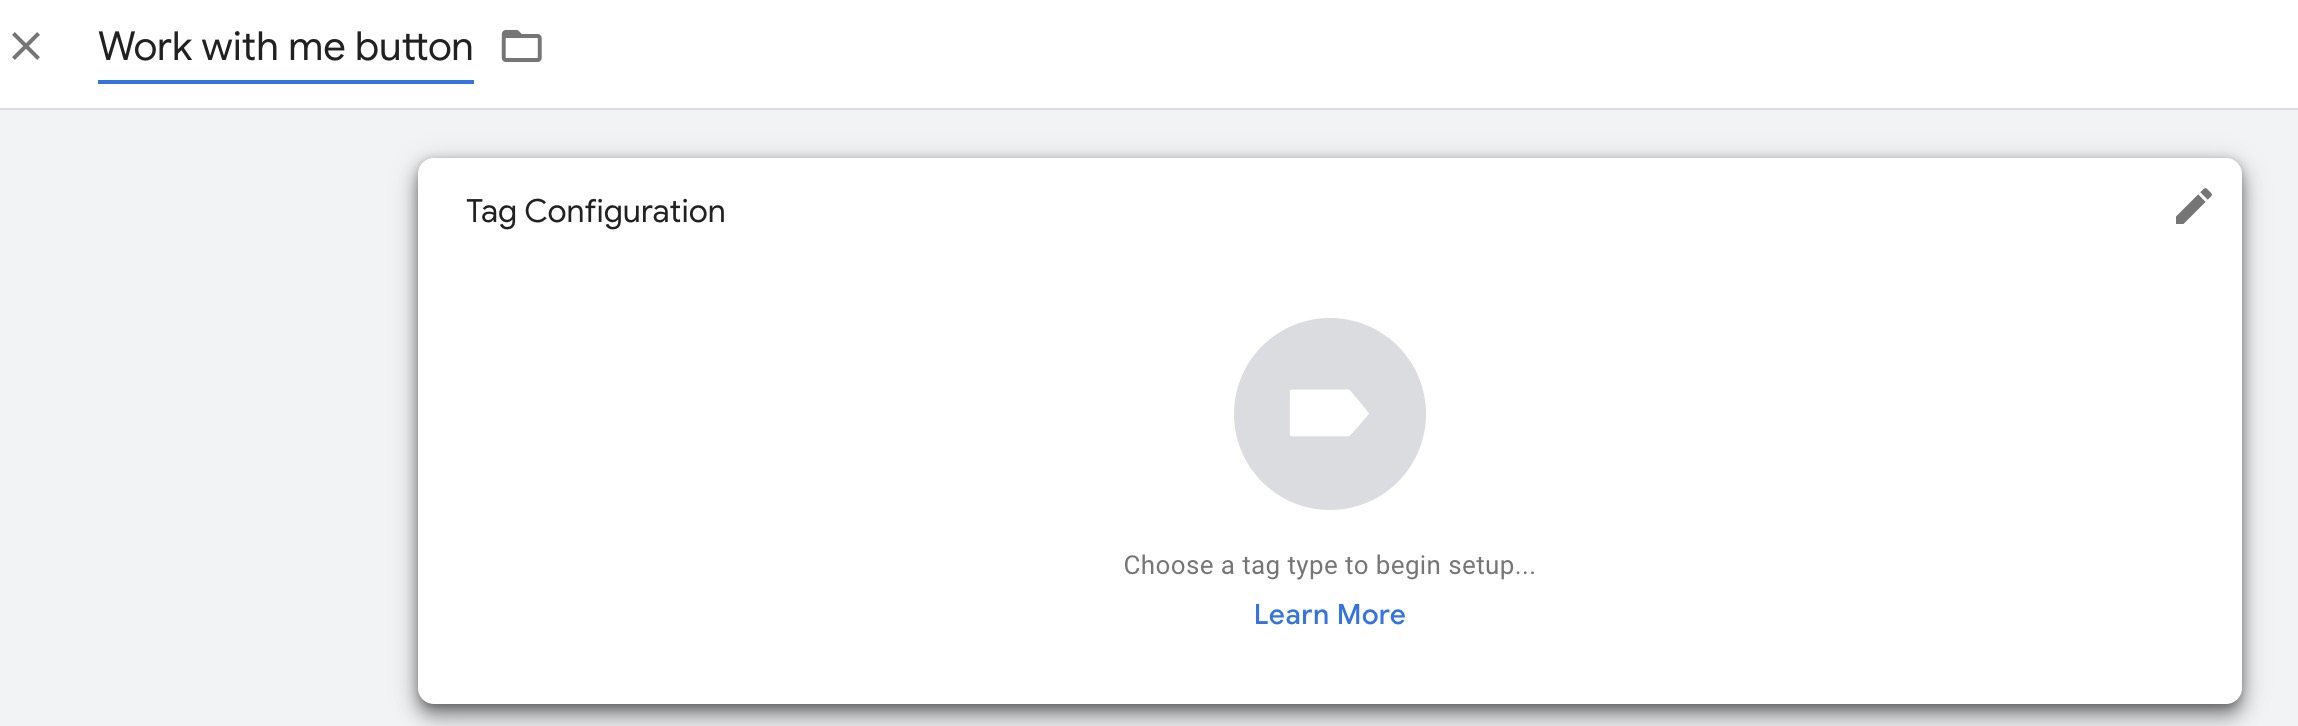 Work with me button
Tag Configuration
Choose a tag type to begin setup...
Learn More